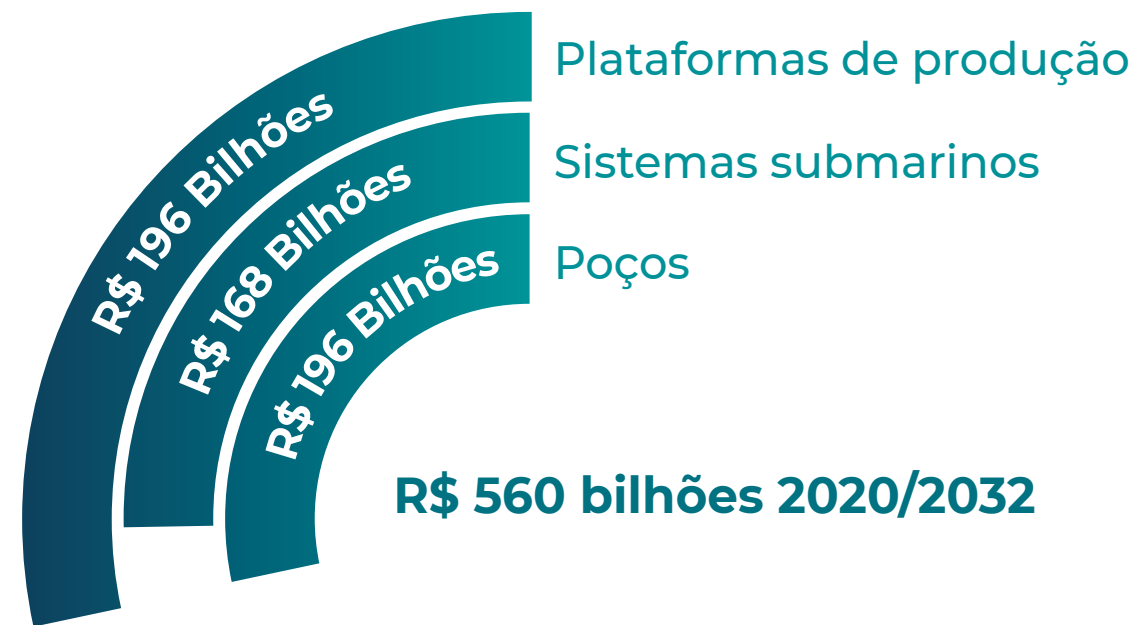 Plataformas de produção
R$ 196 Bilhões
Sistemas submarinos
R$ 168 Bilhões
Poços
R$ 196 Bilhões
R$ 560 bilhões 2020/2032